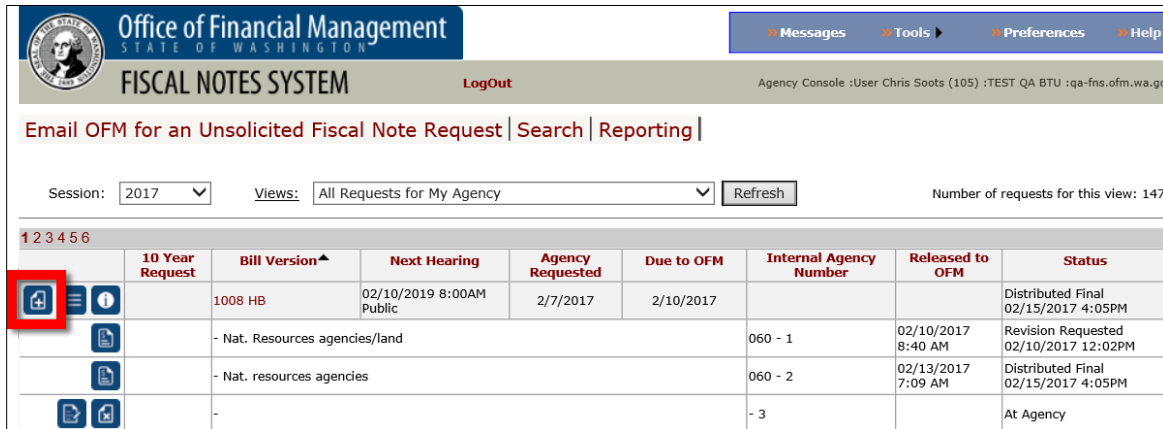 Office of Financial Management
STATE OF WASHINGTON
»Messages »Tools »Preferences »Help
FISCAL NOTES SYSTEM
LogOut
Agency Console :User Chris Soots (105) :TEST QA BTU :qa-fns.ofm.wa.go
Email OFM for an Unsolicited Fiscal Note Request | Search | Reporting |
Session: 2017 Views: All Requests for My Agency Refresh Number of requests for this view: 147
1 2 3 4 5 6
10 Year Request Bill Version Next Hearing Agency Requested Due to OFM Internal Agency Number Released to OFM Status
1008 HB 02/10/2019 8:00AM Public 2/7/2017 2/10/2017 Distributed Final 02/15/2017 4:05PM
- Nat. Resources agencies/land 060 - 1 02/10/2017 8:40 AM Revision Requested 02/10/2017 12:02PM
- Nat. resources agencies 060 - 2 02/13/2017 7:09 AM Distributed Final 02/15/2017 4:05PM
- - 3 At Agency